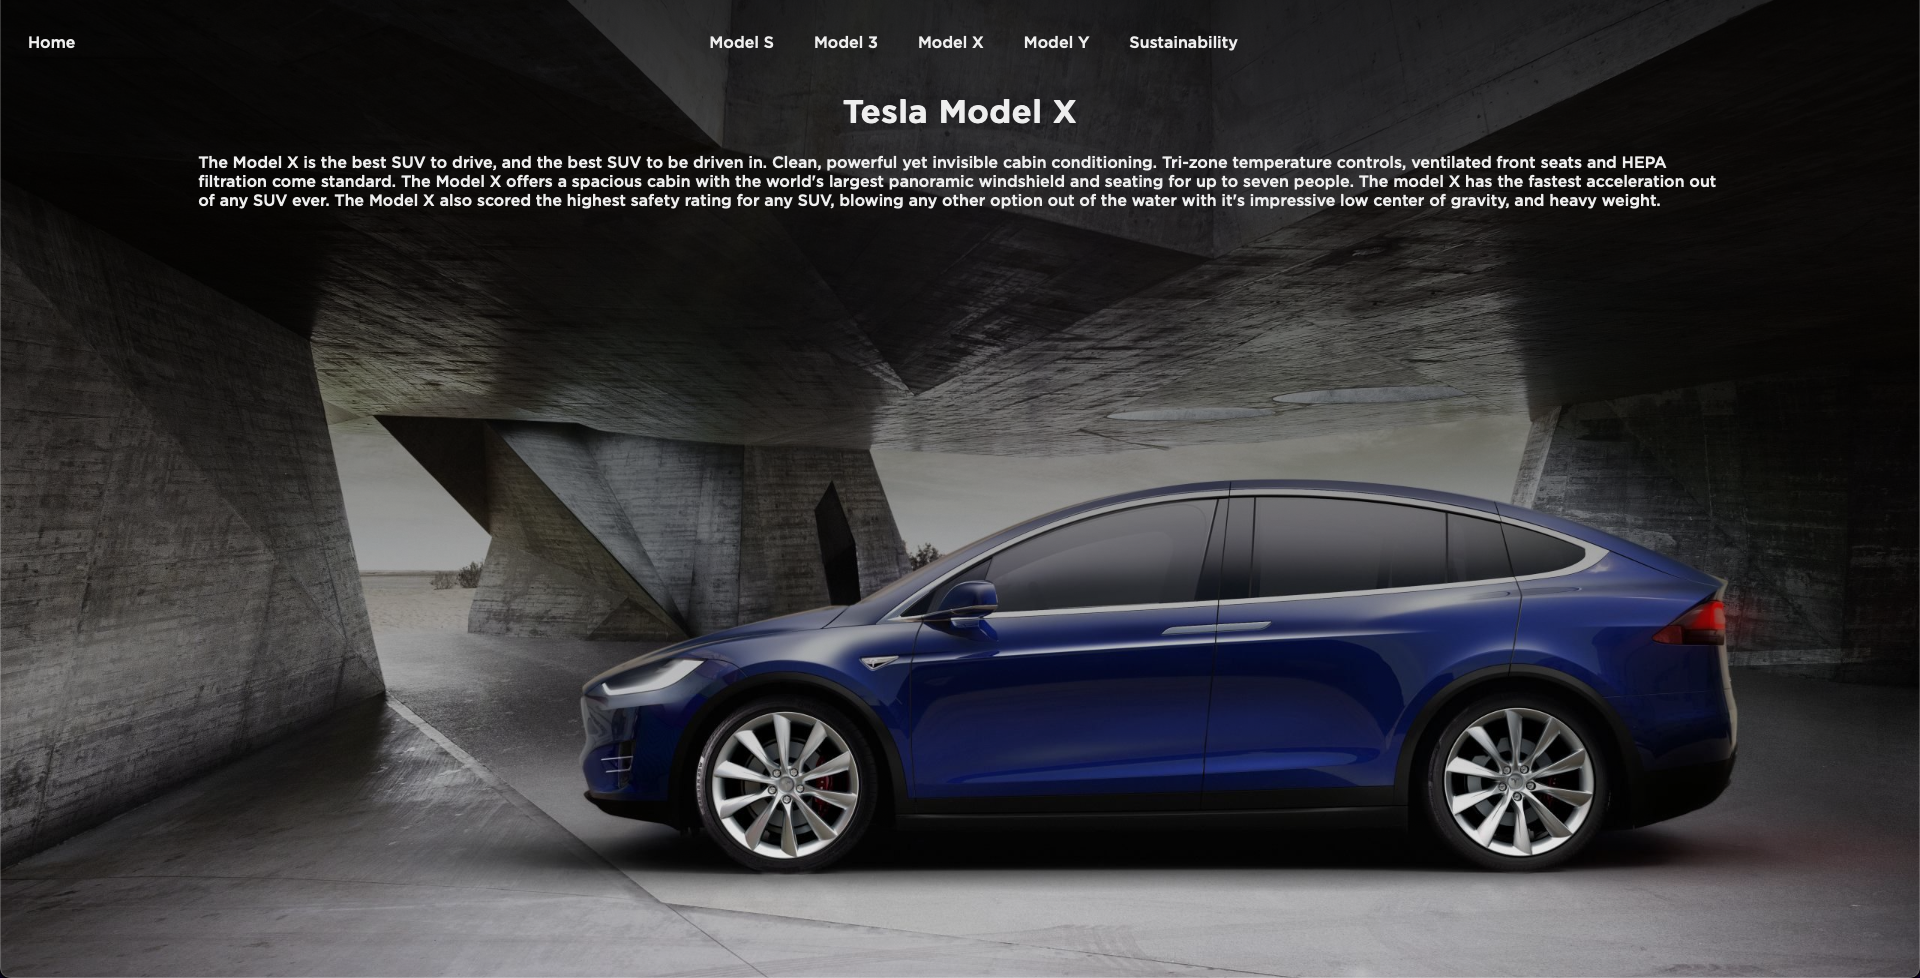 Home
Model S Model 3 Model X Model Y Sustainability
Tesla Model X
The Model X is the best SUV to drive, and the best SUV to be driven in. Clean, powerful yet invisible cabin conditioning. Tri-zone temperature controls, ventilated front seats and HEPA
filtration come standard. The Model X offers a spacious cabin with the world's largest panoramic windshield and seating for up to seven people. The model X has the fastest acceleration out
of any SUV ever. The Model X also scored the highest safety rating for any SUV, blowing any other option out of the water with it's impressive low center of gravity, and heavy weight.